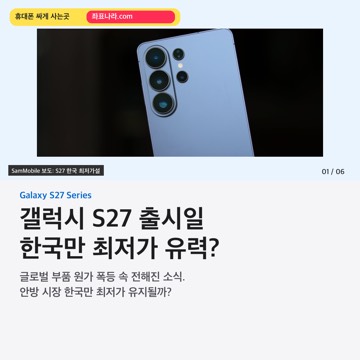 휴대폰 싸게 사는곳 좌표나라.com
SamMobile 보도: S27 한국 최저가설
01 / 06
Galaxy S27 Series
갤럭시 S27 출시일
한국만 최저가 유력?
글로벌 부품 원가 폭등 속 전해진 소식.
안방 시장 한국만 최저가 유지될까?